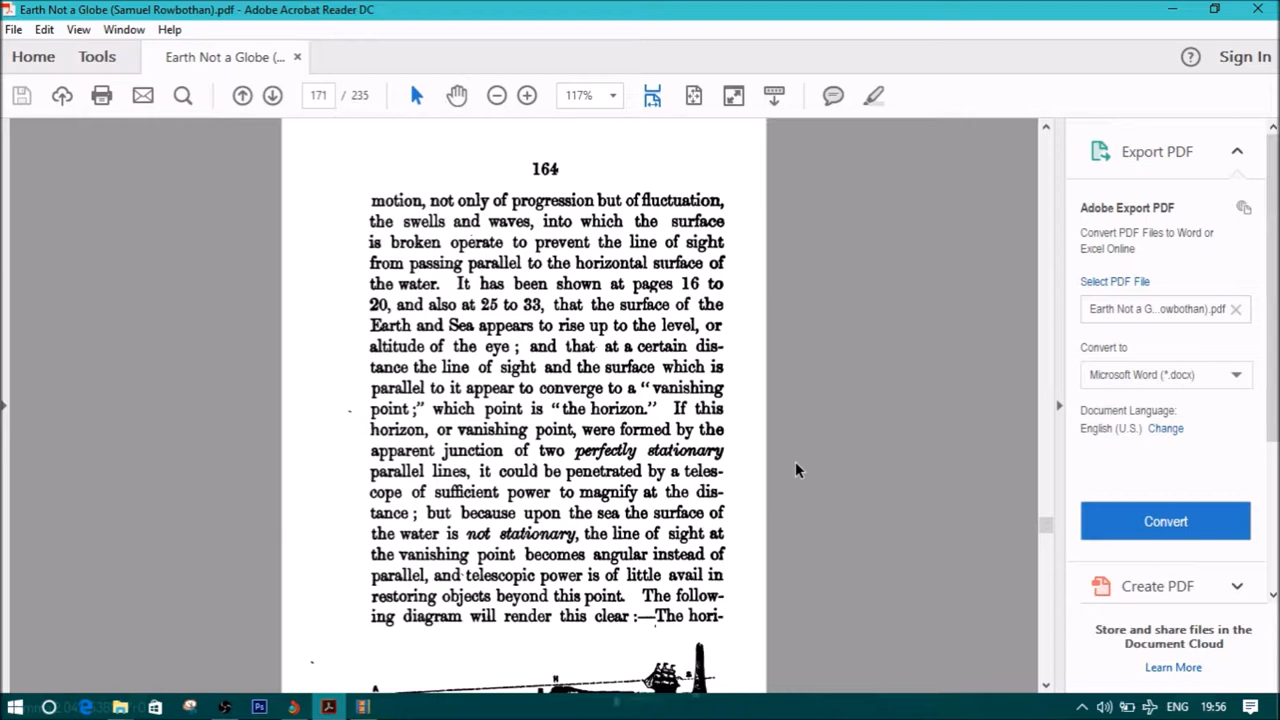 Earth Not a Globe (Samuel Rowbothan).pdf - Adobe Acrobat Reader DC
File Edit View Window Help
Home Tools Earth Not a Globe (... × Sign In
171 / 235 117%
164
motion, not only of progression but of fluctuation,
the swells and waves, into which the surface
is broken operate to prevent the line of sight
from passing parallel to the horizontal surface of
the water. It has been shown at pages 16 to
20, and also at 25 to 33, that the surface of the
Earth and Sea appears to rise up to the level, or
altitude of the eye ; and that at a certain dis-
tance the line of sight and the surface which is
parallel to it appear to converge to a "vanishing
point ;" which point is "the horizon." If this
horizon, or vanishing point, were formed by the
apparent junction of two perfectly stationary
parallel lines, it could be penetrated by a teles-
cope of sufficient power to magnify at the dis-
tance ; but because upon the sea the surface of
the water is not stationary, the line of sight at
the vanishing point becomes angular instead of
parallel, and telescopic power is of little avail in
restoring objects beyond this point. The follow-
ing diagram will render this clear :—The hori-
A H
Export PDF
Adobe Export PDF
Convert PDF Files to Word or
Excel Online
Select PDF File
Earth Not a G...owbothan).pdf ×
Convert to
Microsoft Word (*.docx)
Document Language:
English (U.S.) Change
Convert
Create PDF
Store and share files in the
Document Cloud
Learn More
ENG 19:56